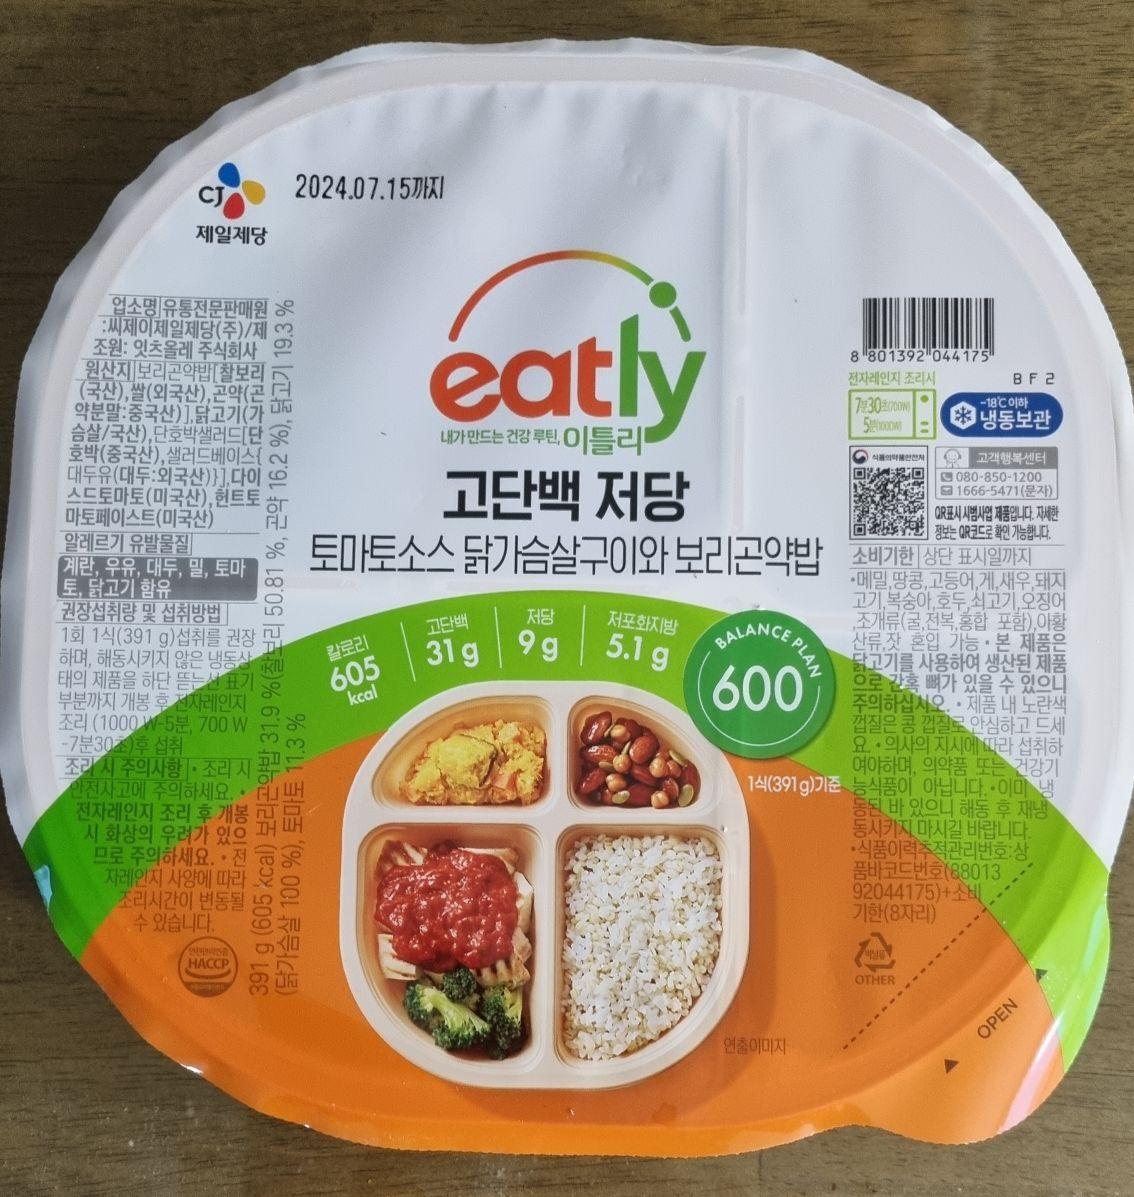 CJ
제일제당
2024.07.15까지
eatly
내가 만드는 건강 루틴, 이틀리
고단백 저당
토마토소스 닭가슴살구이와 보리곤약밥
칼로리
605
kcal
고단백
31g
저당
9g
저포화지방
5.1g
BALANCE PLAN
600
1식(391g)기준
업소명 유통전문판매원
:씨제이제일제당(주)/제
조원: 잇츠올레 주식회사
원산지 보리곤약밥[찰보리
(국산),쌀(외국산),곤약(곤
약분말:중국산)],닭고기(가
슴살/국산),단호박샐러드[단
호박(중국산),샐러드베이스{
대두유(대두:외국산)}],다이
스드토마토(미국산),헌트토
마토페이스트(미국산)
알레르기 유발물질
계란, 우유, 대두, 밀, 토마
토, 닭고기 함유
권장섭취량 및 섭취방법
1회 1식(391 g)섭취를 권장
하며, 해동시키지 않은 냉동상
태의 제품을 하단 뜯는선 표기
부분까지 개봉 후 전자레인지
조리 (1000 W-5분, 700 W
-7분30초)후 섭취
조리 시 주의사항 • 조리 시
안전사고에 주의하세요.
전자레인지 조리 후 개봉
시 화상의 우려가 있으
므로 주의하세요. • 전
자레인지 사양에 따라
조리시간이 변동될
수 있습니다.
HACCP
391 g (605 kcal) 보리곤약밥 31.9 %(찰보리 50.81 %, 곤약 16.2 %), 닭고기 19.3 %
(닭가슴살 100 %), 토마토 11.3 %
8 801392 044175
전자레인지 조리시
7분30초(700W)
5분(1000W)
BF2
-18℃ 이하
냉동보관
식품의약품안전처
고객행복센터
080-850-1200
1666-5471(문자)
QR표시 시범사업 제품입니다. 자세한
정보는 QR코드로 확인 가능합니다.
소비기한 상단 표시일까지
•메밀,땅콩,고등어,게,새우,돼지
고기,복숭아,호두,쇠고기,오징어
,조개류(굴,전복,홍합 포함),아황
산류,잣 혼입 가능 • 본 제품은
닭고기를 사용하여 생산된 제품
으로 간혹 뼈가 있을 수 있으니
주의하십시오. • 제품 내 노란색
껍질은 콩 껍질로 안심하고 드세
요. • 의사의 지시에 따라 섭취하
여야하며, 의약품 또는 건강기
능식품이 아닙니다. •이미 냉
동된 바 있으니 해동 후 재냉
동시키지 마시길 바랍니다.
•식품이력추적관리번호:상
품바코드번호(88013
92044175)+소비
기한(8자리)
OTHER
연출이미지
OPEN